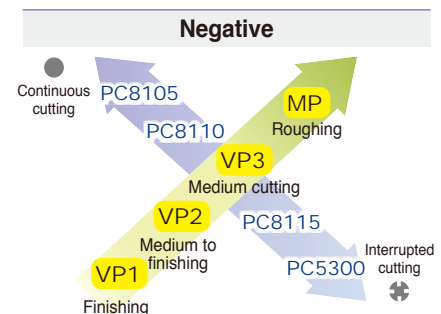 Negative
Continuous
cutting
PC8105
MP
Roughing
PC8110
VP3
Medium cutting
VP2
Medium to
finishing
PC8115
Interrupted
cutting
PC5300
VP1
Finishing